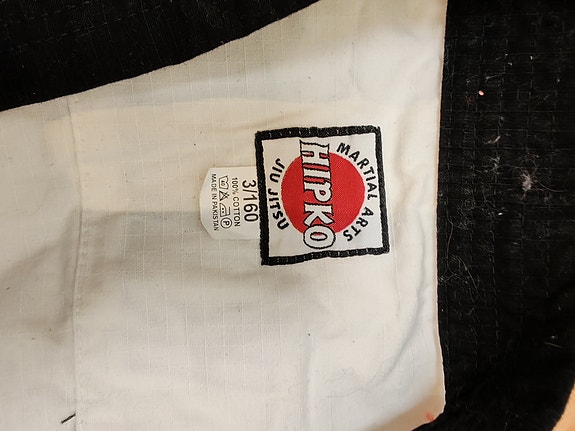 MARTIAL ARTS
HIPKO
JIU JITSU
3/160
100% COTTON
MADE IN PAKISTAN